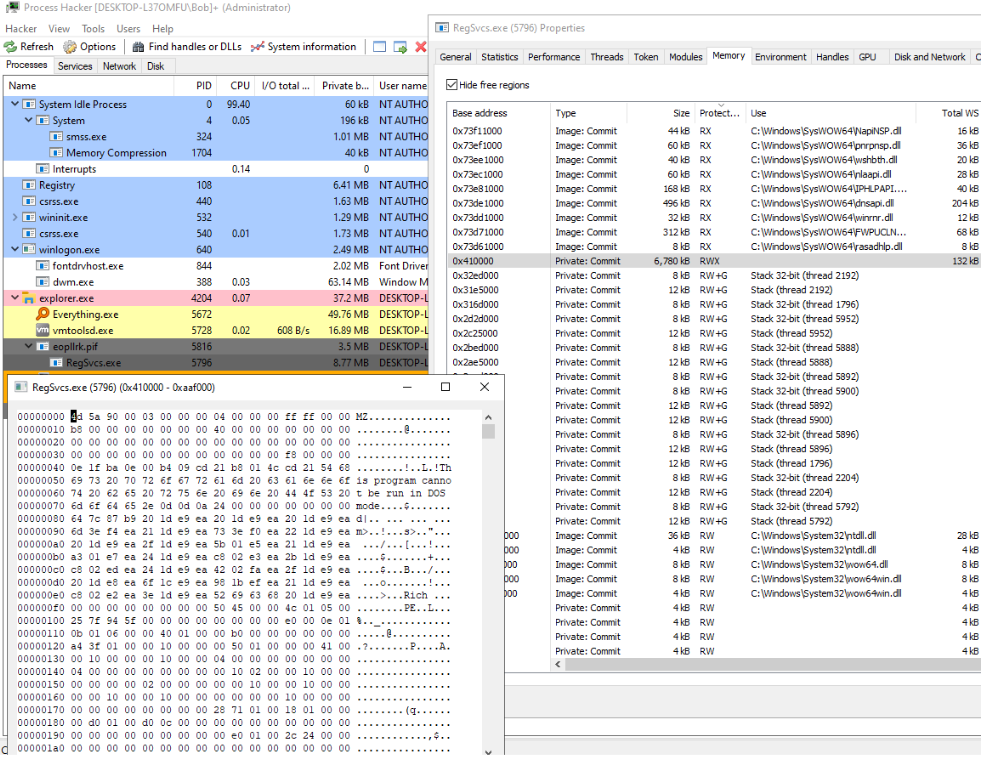 Process Hacker [DESKTOP-L37OMFU\Bob]+ (Administrator)
Hacker View Tools Users Help
Refresh Options Find handles or DLLs System information
Processes Services Network Disk
Name PID CPU I/O total ... Private b... User name
System Idle Process 0 99.40 60 kB NT AUTHO
System 4 0.05 196 kB NT AUTHO
smss.exe 324 1.01 MB NT AUTHO
Memory Compression 1704 40 kB NT AUTHO
Interrupts 0.14 0
Registry 108 6.41 MB NT AUTHO
csrss.exe 440 1.63 MB NT AUTHO
wininit.exe 532 1.29 MB NT AUTHO
csrss.exe 540 0.01 1.73 MB NT AUTHO
winlogon.exe 640 2.49 MB NT AUTHO
fontdrvhost.exe 844 2.02 MB Font Driver
dwm.exe 388 0.03 63.14 MB Window M
explorer.exe 4204 0.07 37.2 MB DESKTOP-L
Everything.exe 5672 49.76 MB DESKTOP-L
vmtoolsd.exe 5728 0.02 608 B/s 16.89 MB DESKTOP-L
eopllrk.pif 5816 3.5 MB DESKTOP-L
RegSvcs.exe 5796 8.77 MB DESKTOP-L
RegSvcs.exe (5796) Properties
General Statistics Performance Threads Token Modules Memory Environment Handles GPU Disk and Network
Hide free regions
Base address Type Size Protect... Use Total WS
0x73f11000 Image: Commit 44 kB RX C:\Windows\SysWOW64\NapiNSP.dll 16 kB
0x73ef1000 Image: Commit 60 kB RX C:\Windows\SysWOW64\pnrpnsp.dll 36 kB
0x73ee1000 Image: Commit 40 kB RX C:\Windows\SysWOW64\wshbth.dll 20 kB
0x73ec1000 Image: Commit 60 kB RX C:\Windows\SysWOW64\nlaapi.dll 28 kB
0x73e81000 Image: Commit 168 kB RX C:\Windows\SysWOW64\IPHLPAPI.... 40 kB
0x73de1000 Image: Commit 496 kB RX C:\Windows\SysWOW64\dnsapi.dll 204 kB
0x73dd1000 Image: Commit 32 kB RX C:\Windows\SysWOW64\winrnr.dll 12 kB
0x73d71000 Image: Commit 312 kB RX C:\Windows\SysWOW64\FWPUCLN... 68 kB
0x73d61000 Image: Commit 8 kB RX C:\Windows\SysWOW64\rasadhlp.dll 8 kB
0x410000 Private: Commit 6,780 kB RWX 132 kB
0x32ed000 Private: Commit 8 kB RW+G Stack 32-bit (thread 2192)
0x31e5000 Private: Commit 12 kB RW+G Stack (thread 2192)
0x316d000 Private: Commit 8 kB RW+G Stack 32-bit (thread 1796)
0x2d2d000 Private: Commit 8 kB RW+G Stack 32-bit (thread 5952)
0x2c25000 Private: Commit 12 kB RW+G Stack (thread 5952)
0x2bed000 Private: Commit 8 kB RW+G Stack 32-bit (thread 5888)
0x2ae5000 Private: Commit 12 kB RW+G Stack (thread 5888)
Private: Commit 8 kB RW+G Stack 32-bit (thread 5892)
Private: Commit 8 kB RW+G Stack 32-bit (thread 5900)
Private: Commit 12 kB RW+G Stack (thread 5892)
Private: Commit 12 kB RW+G Stack (thread 5900)
Private: Commit 8 kB RW+G Stack 32-bit (thread 5896)
Private: Commit 12 kB RW+G Stack (thread 5896)
Private: Commit 12 kB RW+G Stack (thread 1796)
Private: Commit 8 kB RW+G Stack 32-bit (thread 2204)
Private: Commit 12 kB RW+G Stack (thread 2204)
Private: Commit 8 kB RW+G Stack 32-bit (thread 5792)
Private: Commit 12 kB RW+G Stack (thread 5792)
000 Image: Commit 36 kB RW C:\Windows\System32\ntdll.dll 28 kB
000 Image: Commit 4 kB RW C:\Windows\System32\ntdll.dll 4 kB
000 Image: Commit 8 kB RW C:\Windows\System32\wow64.dll 8 kB
000 Image: Commit 8 kB RW C:\Windows\System32\wow64win.dll 8 kB
000 Image: Commit 4 kB RW C:\Windows\System32\wow64win.dll 4 kB
Private: Commit 4 kB RW 4 kB
Private: Commit 4 kB RW 4 kB
Private: Commit 4 kB RW 4 kB
Private: Commit 4 kB RW 4 kB
RegSvcs.exe (5796) (0x410000 - 0xaaf000)
00000000 4d 5a 90 00 03 00 00 00 04 00 00 00 ff ff 00 00 MZ..............
00000010 b8 00 00 00 00 00 00 00 40 00 00 00 00 00 00 00 ........@.......
00000020 00 00 00 00 00 00 00 00 00 00 00 00 00 00 00 00 ................
00000030 00 00 00 00 00 00 00 00 00 00 00 00 f8 00 00 00 ................
00000040 0e 1f ba 0e 00 b4 09 cd 21 b8 01 4c cd 21 54 68 ........!..L.!Th
00000050 69 73 20 70 72 6f 67 72 61 6d 20 63 61 6e 6e 6f is program canno
00000060 74 20 62 65 20 72 75 6e 20 69 6e 20 44 4f 53 20 t be run in DOS
00000070 6d 6f 64 65 2e 0d 0d 0a 24 00 00 00 00 00 00 00 mode....$.......
00000080 64 7c 87 b9 20 1d e9 ea 20 1d e9 ea 20 1d e9 ea d|.. ... ... ...
00000090 6d 3e f4 ea 21 1d e9 ea 73 3e f0 ea 22 1d e9 ea m>..!...s>.."...
000000a0 20 1d e9 ea 2f 1d e9 ea 5b 01 e5 ea 21 1d e9 ea .../...[...!...
000000b0 a3 01 e7 ea 24 1d e9 ea c8 02 e3 ea 2b 1d e9 ea ....$.......+...
000000c0 c8 02 ed ea 24 1d e9 ea 42 02 fa ea 2f 1d e9 ea ....$...B.../...
000000d0 20 1d e8 ea 6f 1c e9 ea 98 1b ef ea 21 1d e9 ea ...o.......!...
000000e0 c8 02 e2 ea 3e 1d e9 ea 52 69 63 68 20 1d e9 ea ....>...Rich ...
000000f0 00 00 00 00 00 00 00 00 50 45 00 00 4c 01 05 00 ........PE..L...
00000100 25 7f 94 5f 00 00 00 00 00 00 00 00 e0 00 0e 01 %.._............
00000110 0b 01 06 00 00 40 01 00 00 b0 00 00 00 00 00 00 .....@..........
00000120 a4 3f 01 00 00 10 00 00 00 50 01 00 00 00 41 00 .?.......P....A.
00000130 00 10 00 00 00 10 00 00 04 00 00 00 00 00 00 00 ................
00000140 04 00 00 00 00 00 00 00 00 10 02 00 00 10 00 00 ................
00000150 00 00 00 00 02 00 00 00 00 00 10 00 00 10 00 00 ................
00000160 00 00 10 00 00 10 00 00 00 00 00 00 10 00 00 00 ................
00000170 00 00 00 00 00 00 00 00 28 71 01 00 18 01 00 00 ........(q......
00000180 00 d0 01 00 d0 0c 00 00 00 00 00 00 00 00 00 00 ................
00000190 00 00 00 00 00 00 00 00 00 e0 01 00 2c 24 00 00 ............,$..
000001a0 00 00 00 00 00 00 00 00 00 00 00 00 00 00 00 00 ................